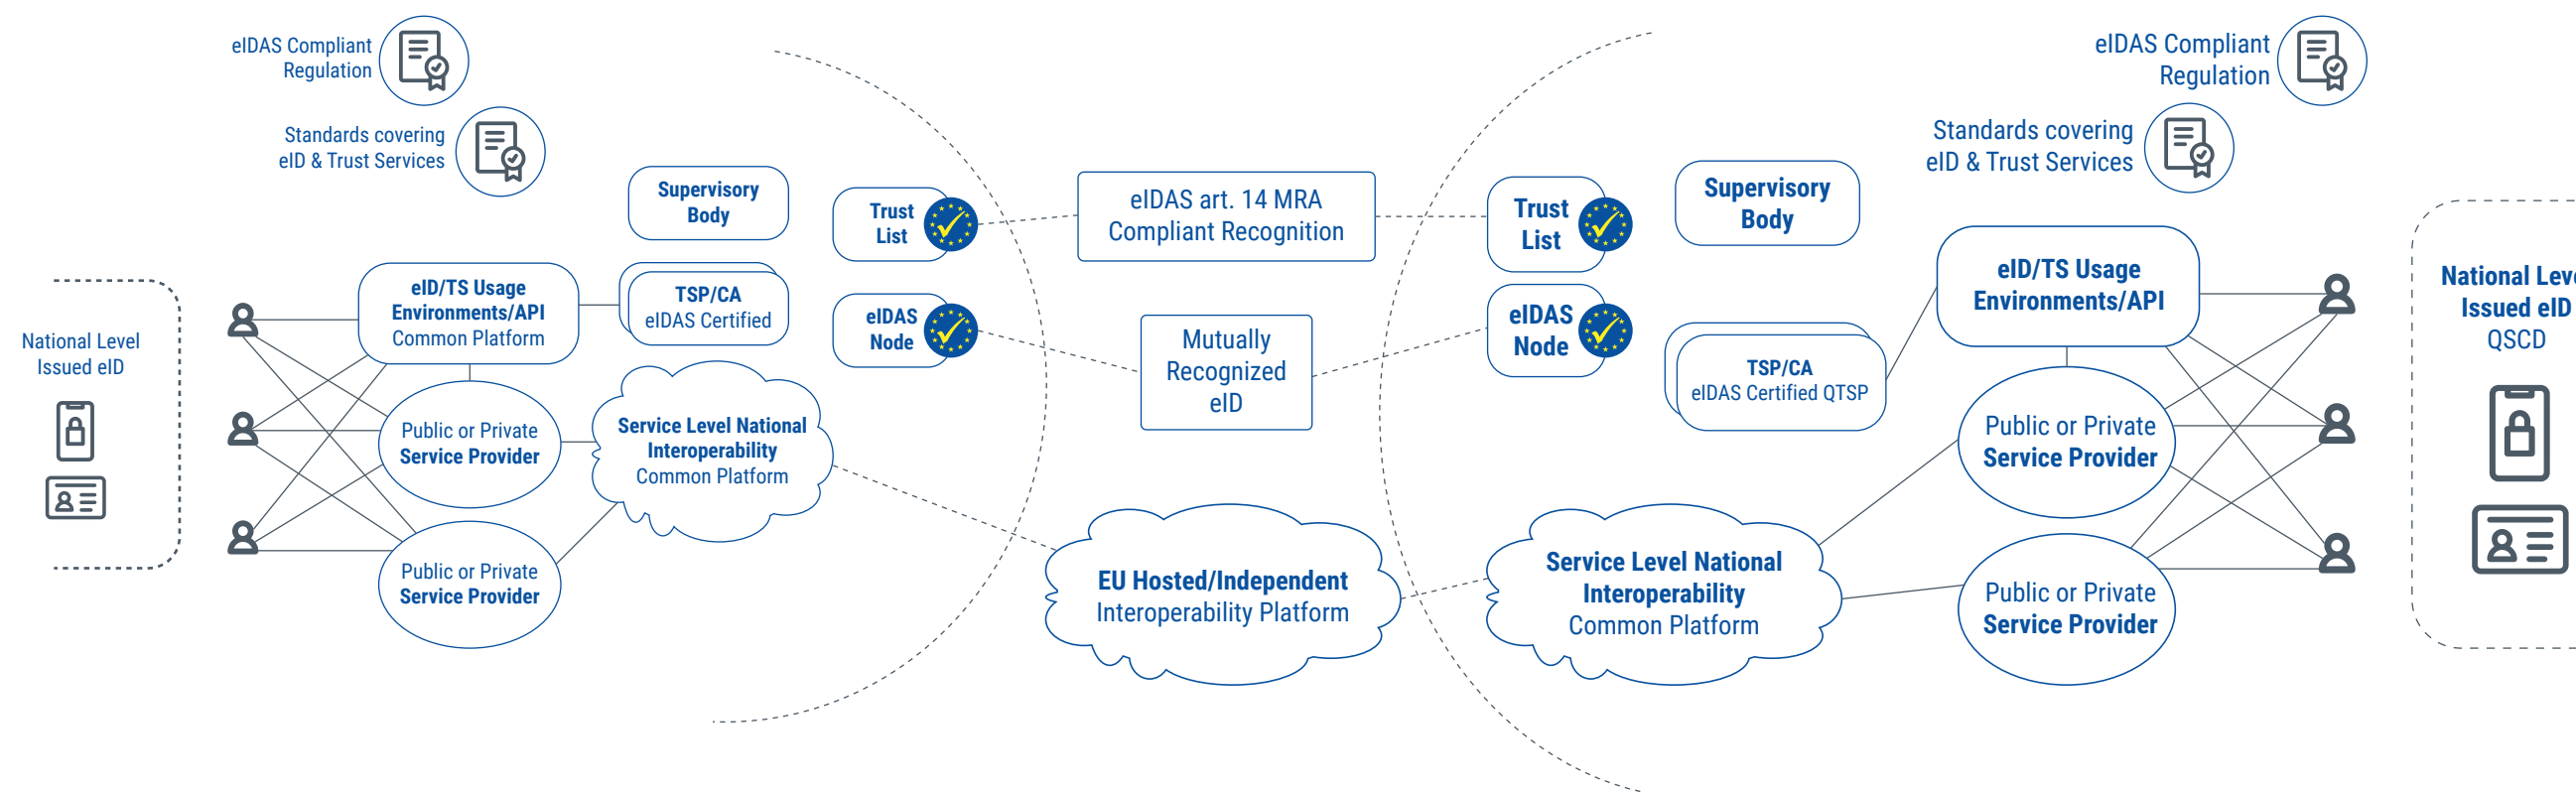 eIDAS Compliant
Regulation
Standards covering
eID & Trust Services
Supervisory
Body
Trust
List
eIDAS
Node
eID/TS Usage
Environments/API
Common Platform
TSP/CA
eIDAS Certified
National Level
Issued eID
Public or Private
Service Provider
Public or Private
Service Provider
Service Level National
Interoperability
Common Platform
eIDAS art. 14 MRA
Compliant Recognition
Mutually
Recognized
eID
EU Hosted/Independent
Interoperability Platform
eIDAS Compliant
Regulation
Standards covering
eID & Trust Services
Trust
List
Supervisory
Body
eIDAS
Node
eID/TS Usage
Environments/API
TSP/CA
eIDAS Certified QTSP
Public or Private
Service Provider
Public or Private
Service Provider
Service Level National
Interoperability
Common Platform
National
Issued eID
QSCD